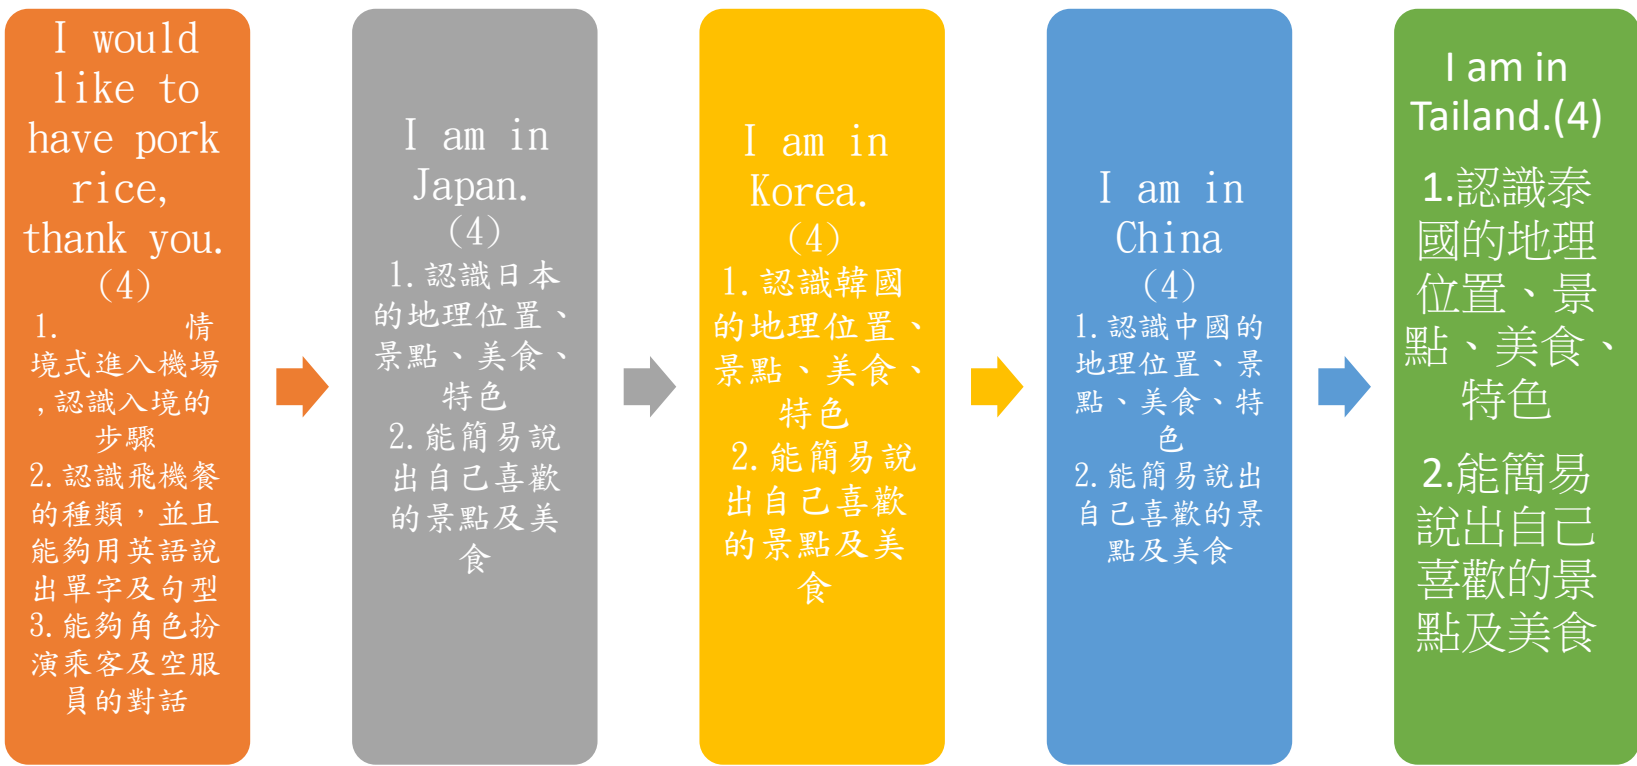 I would
like to
have pork
rice,
thank you.
(4)
1. 情
境式進入機場
,認識入境的
步驟
2.認識飛機餐
的種類，並且
能夠用英語說
出單字及句型
3.能夠角色扮
演乘客及空服
員的對話
I am in
Japan.
(4)
1.認識日本
的地理位置、
景點、美食、
特色
2.能簡易說
出自己喜歡
的景點及美
食
I am in
Korea.
(4)
1.認識韓國
的地理位置、
景點、美食、
特色
2.能簡易說
出自己喜歡
的景點及美
食
I am in
China
(4)
1.認識中國的
地理位置、景
點、美食、特
色
2.能簡易說出
自己喜歡的景
點及美食
I am in
Tailand.(4)
1.認識泰
國的地理
位置、景
點、美食、
特色
2.能簡易
說出自己
喜歡的景
點及美食